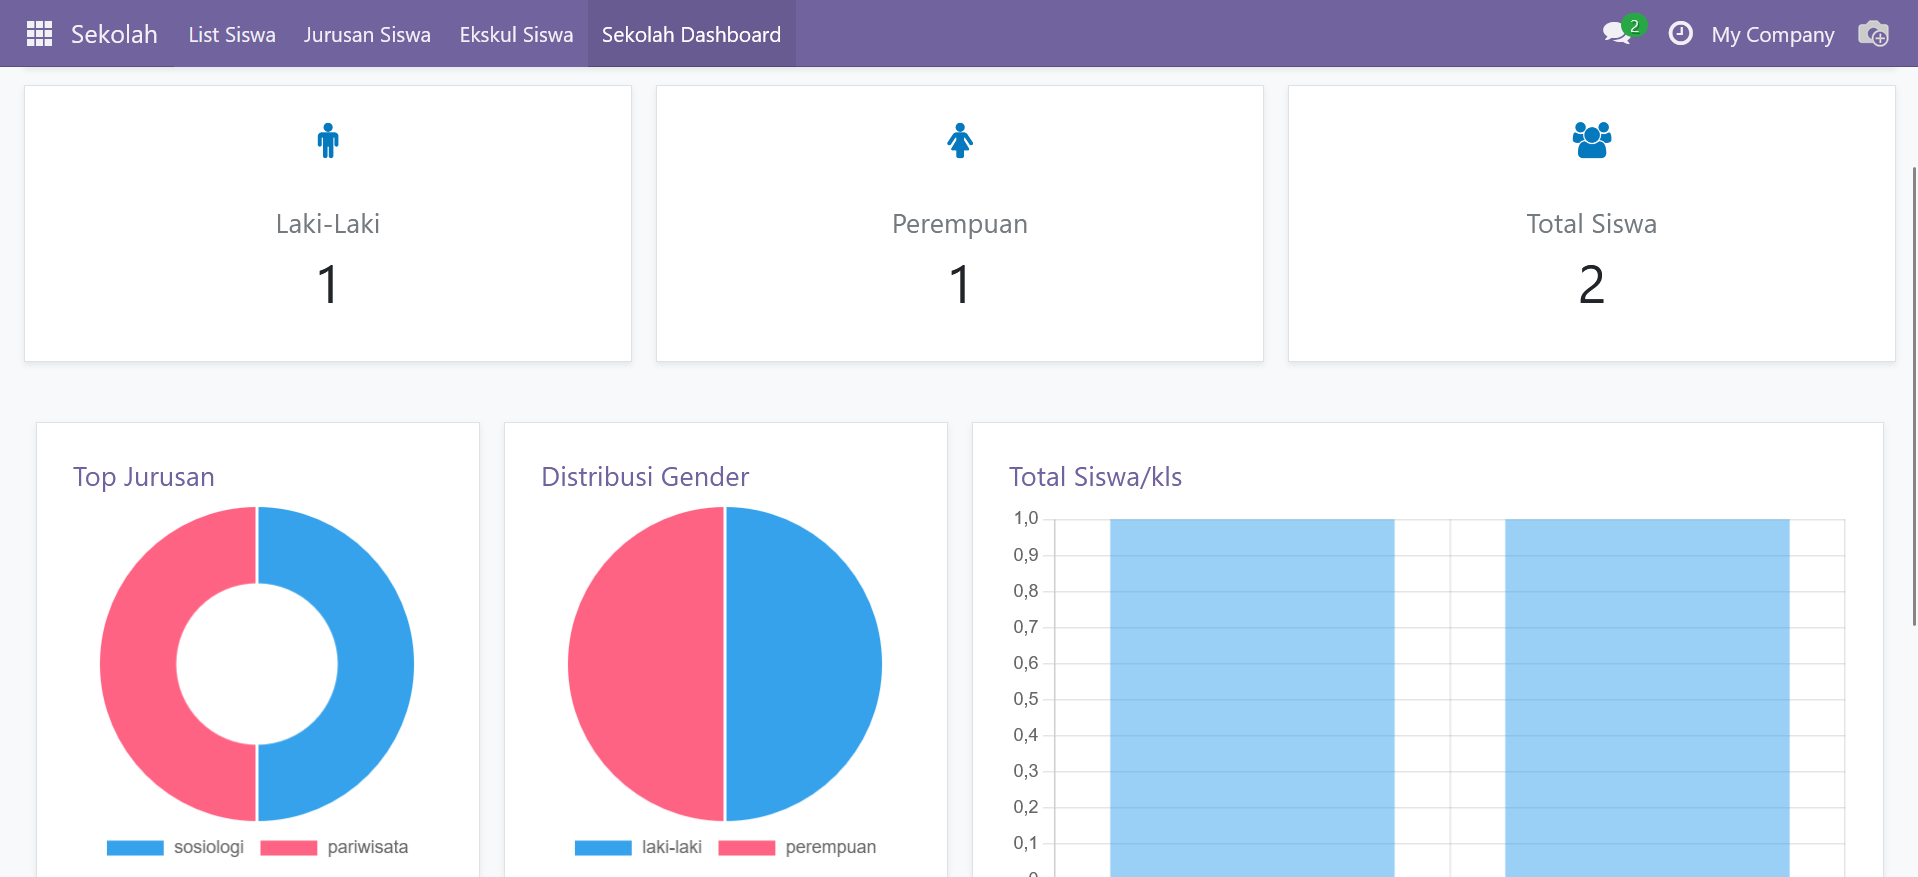 Sekolah List Siswa Jurusan Siswa Ekskul Siswa Sekolah Dashboard 2 My Company
Laki-Laki
1
Perempuan
1
Total Siswa
2
Top Jurusan
sosiologi pariwisata
Distribusi Gender
laki-laki perempuan
Total Siswa/kls
1,0
0,9
0,8
0,7
0,6
0,5
0,4
0,3
0,2
0,1